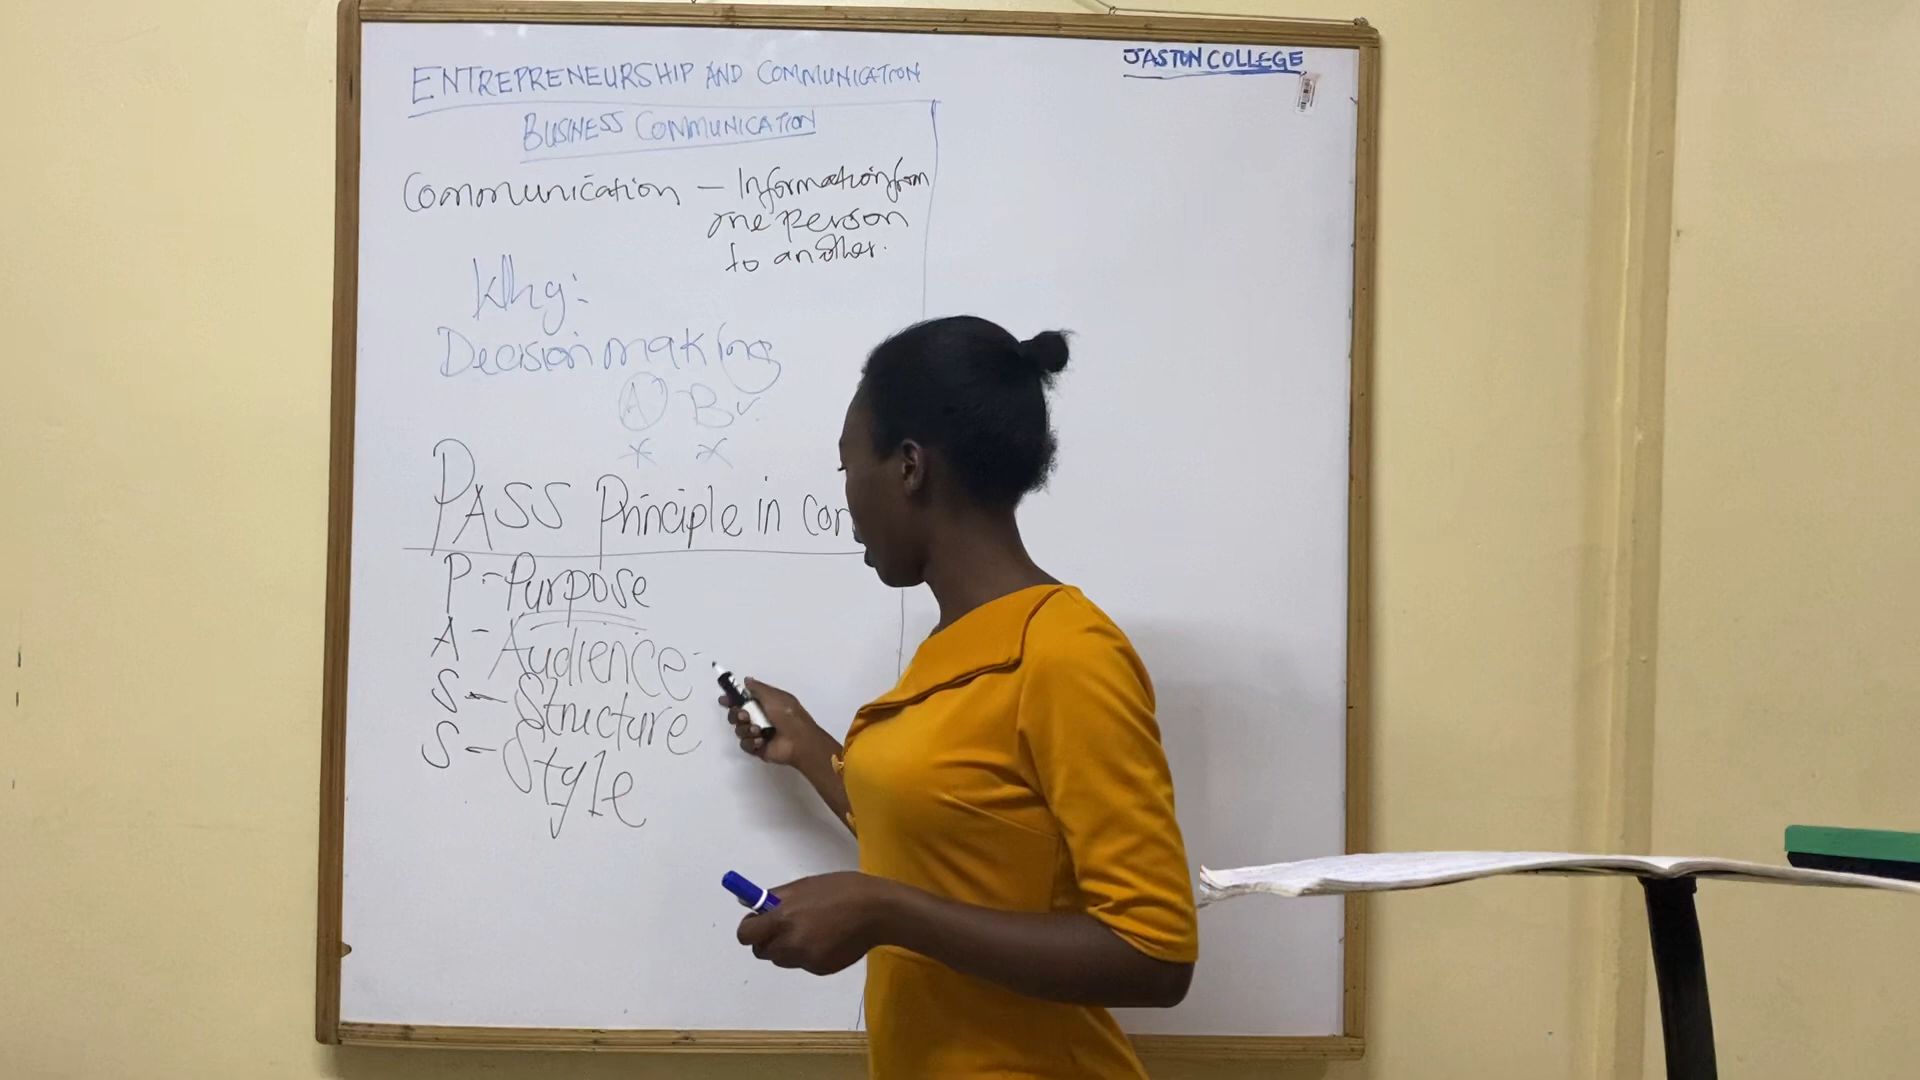 JASTON COLLEGE
ENTREPRENEURSHIP AND COMMUNICATION
BUSINESS COMMUNICATION
Communication – Information from
one person
to another.
Decision making
A B
PASS Principle in Com
P - Purpose
A - Audience -
S - Structure
S - Style